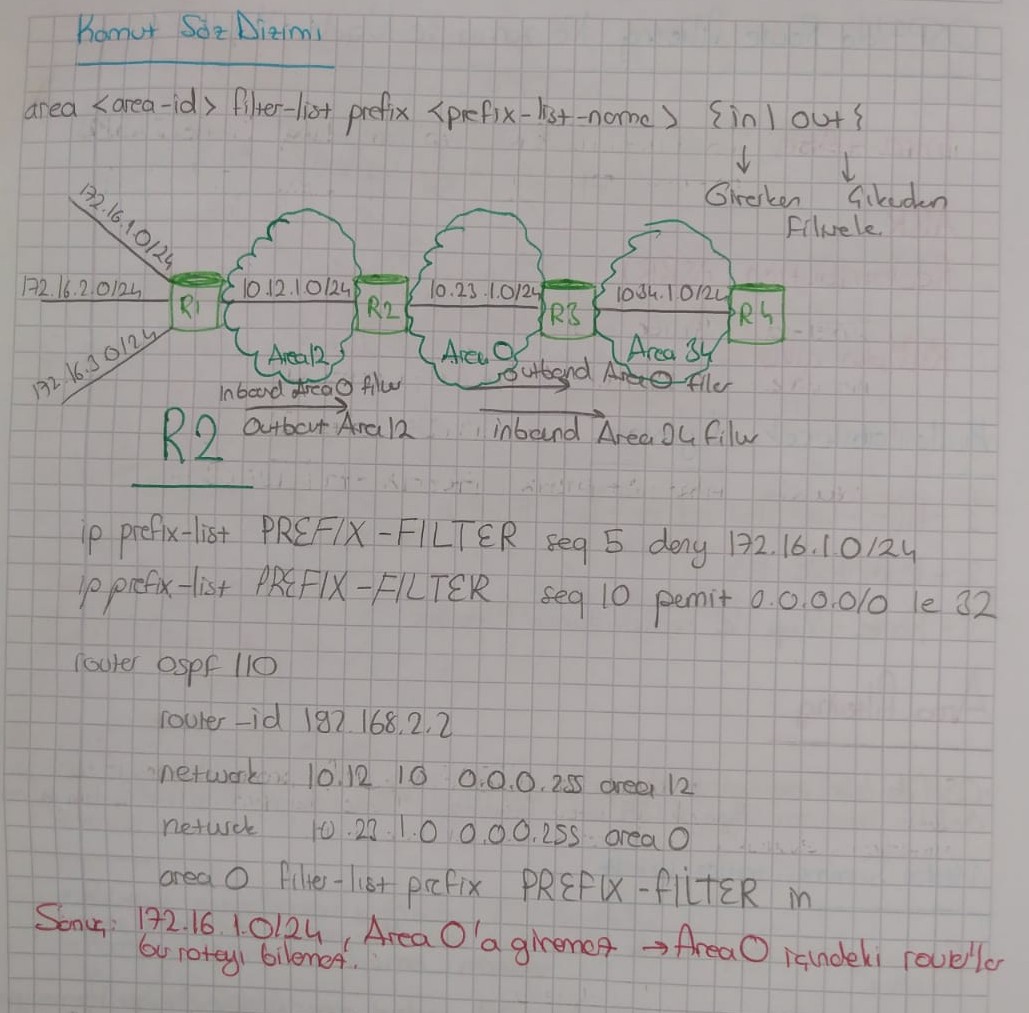 Komut Söz Dizimi
area <area-id> filter-list prefix <prefix-list-name> {in | out}
Girerken Çıkarken
Filtrele
172.16.1.0/24
172.16.2.0/24
172.16.3.0/24
R1
10.12.1.0/24
R2
10.23.1.0/24
R3
10.34.1.0/24
R4
Area12
Area 0
Area 34
inbound Area 0 filter
outbound Area 0 filter
outbout Area 12
inbound Area 34 filter
R2
ip prefix-list PREFIX-FILTER seq 5 deny 172.16.1.0/24
ip prefix-list PREFIX-FILTER seq 10 pemit 0.0.0.0/0 le 32
router ospf 110
router-id 192.168.2.2
network 10.12 10 0.0.0.255 area 12
network 10.23.1.0 0.0.0.255 area 0
area 0 filter-list prefix PREFIX-FİLTER in
Sonuç: 172.16.1.0/24, Area 0'a giremez → Area 0 içindeki router'lar
bu rotayı bilemez.